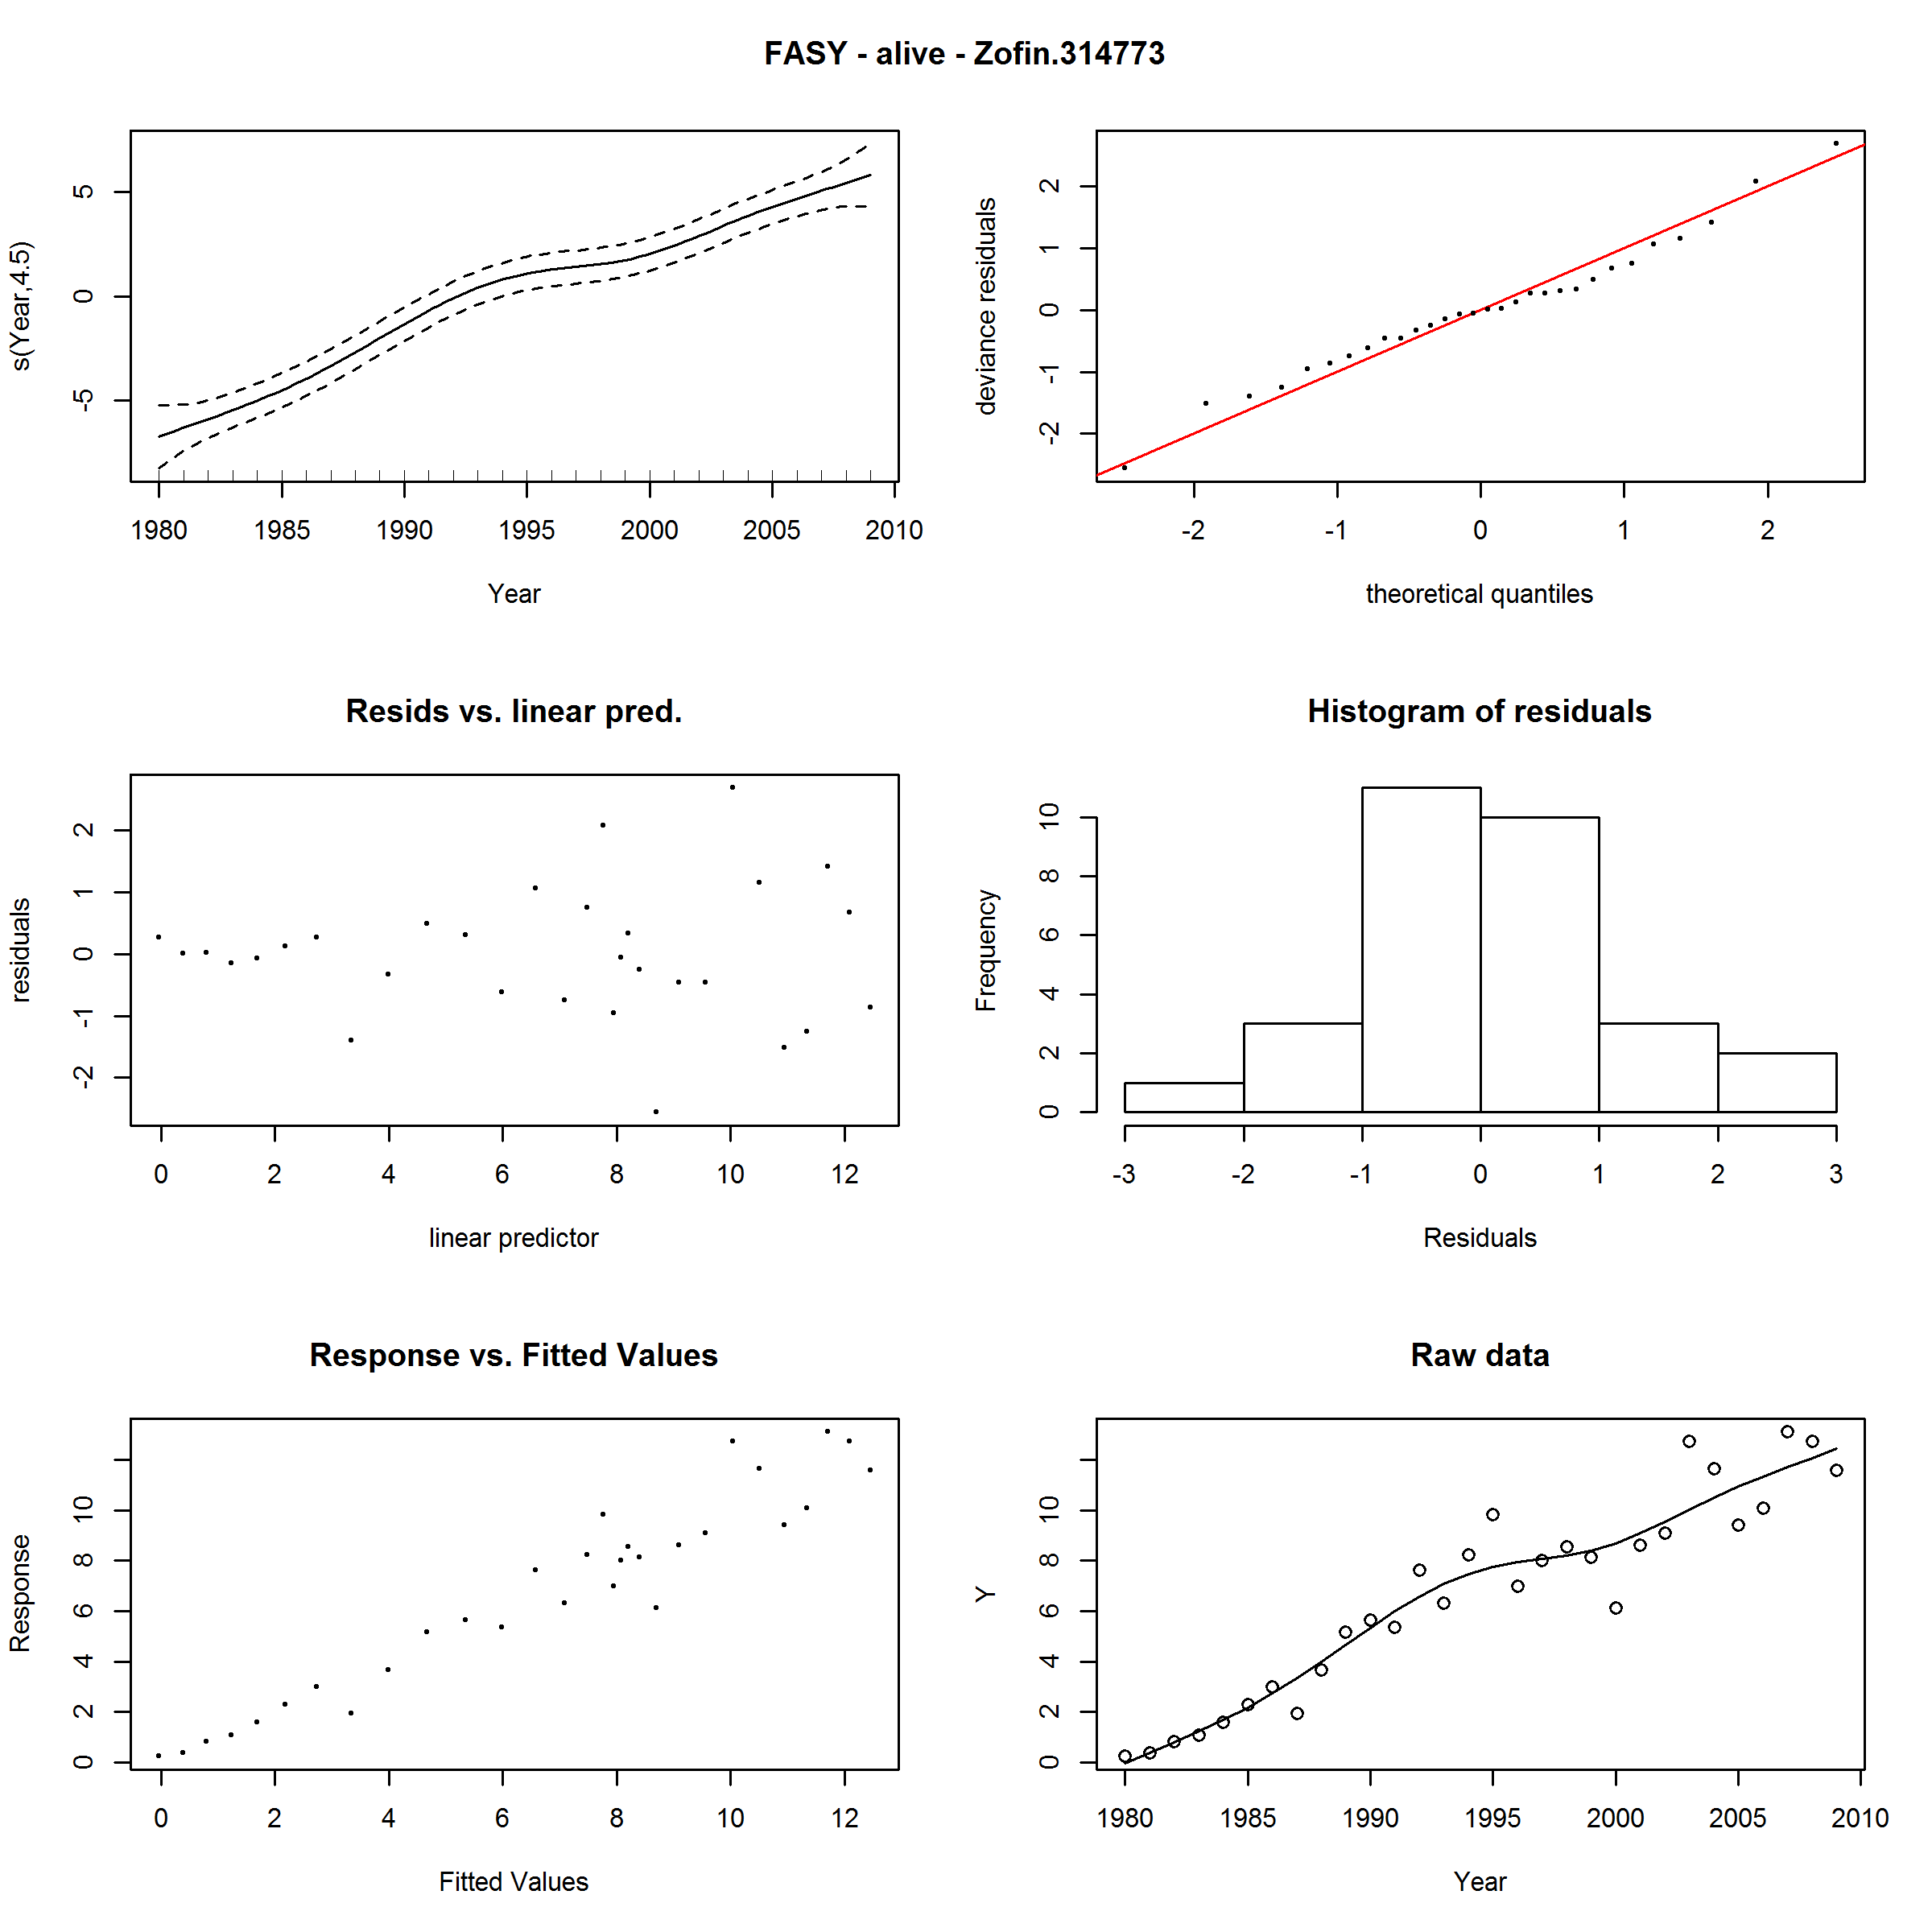 FASY - alive - Zofin.314773
s(Year,4.5)
5
0
-5
1980 1985 1990 1995 2000 2005 2010
Year
deviance residuals
2
1
0
-1
-2
-2 -1 0 1 2
theoretical quantiles
Resids vs. linear pred.
residuals
2
1
0
-1
-2
0 2 4 6 8 10 12
linear predictor
Histogram of residuals
Frequency
10
8
6
4
2
0
-3 -2 -1 0 1 2 3
Residuals
Response vs. Fitted Values
Response
10
8
6
4
2
0
0 2 4 6 8 10 12
Fitted Values
Raw data
Y
10
8
6
4
2
0
1980 1985 1990 1995 2000 2005 2010
Year